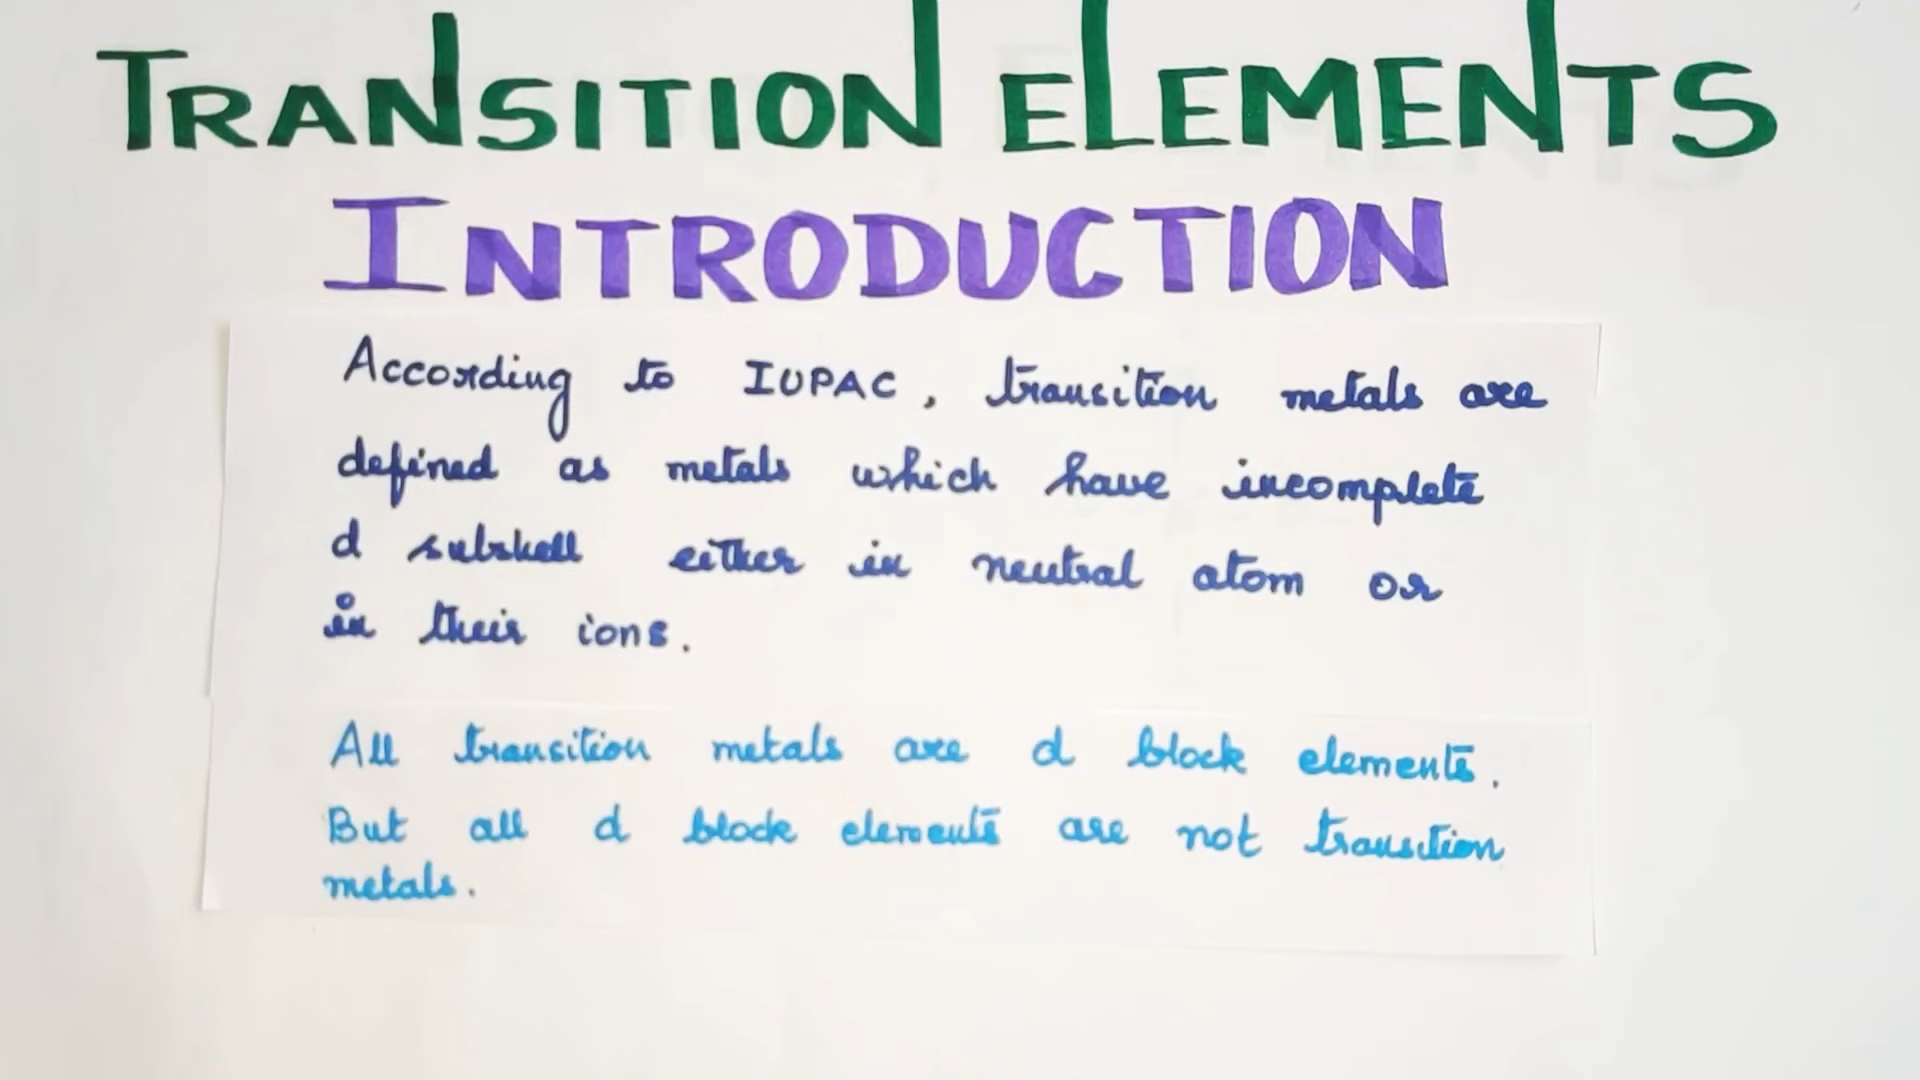 TRANSITION ELEMENTS
INTRODUCTION
According to IUPAC, transition metals are
defined as metals which have incomplete
d subshell either in neutral atom or
in their ions.
All transition metals are d block elements.
But all d block elements are not transition
metals.